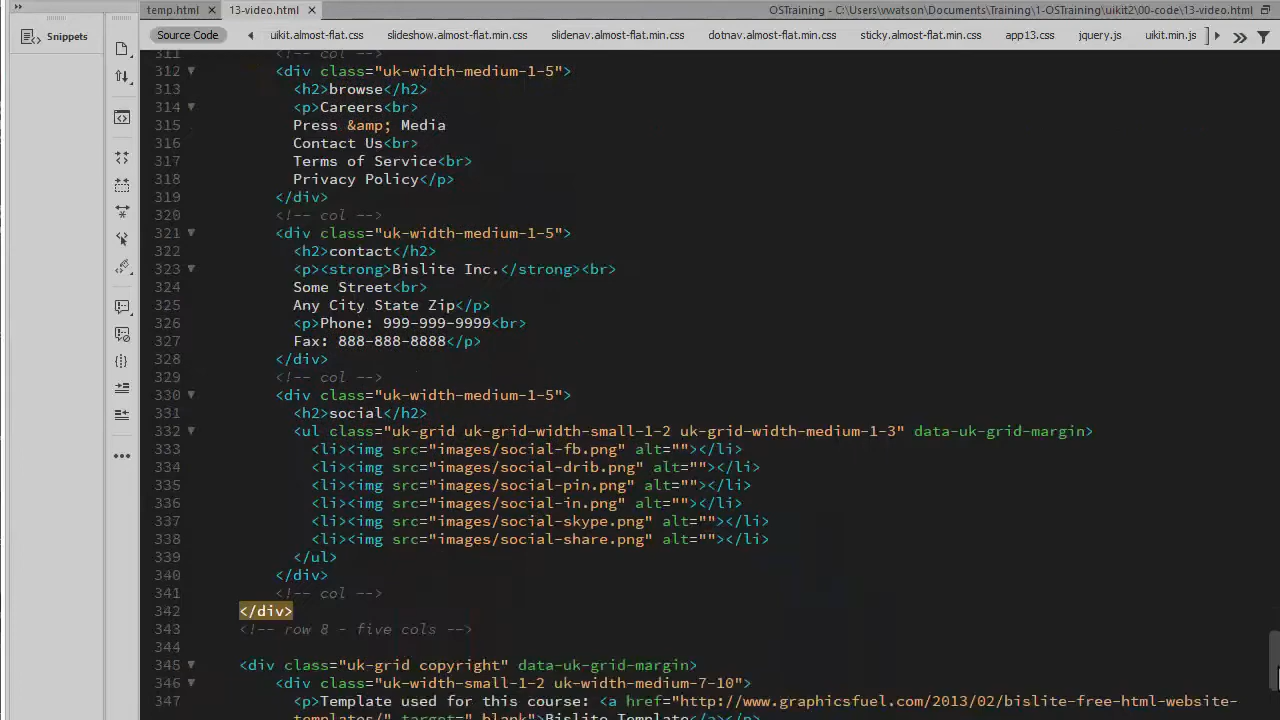 temp.html
13-video.html
OSTraining - C:\Users\rwatson\Documents\Training\1-OSTraining\uikit2\00-code\13-video.html
Snippets
Source Code
uikit.almost-flat.css
slideshow.almost-flat.min.css
slidenav.almost-flat.min.css
dotnav.almost-flat.min.css
sticky.almost-flat.min.css
app13.css
jquery.js
uikit.min.js
311 <!-- col -->
312 <div class="uk-width-medium-1-5">
313 <h2>browse</h2>
314 <p>Careers<br>
315 Press &amp; Media
316 Contact Us<br>
317 Terms of Service<br>
318 Privacy Policy</p>
319 </div>
320 <!-- col -->
321 <div class="uk-width-medium-1-5">
322 <h2>contact</h2>
323 <p><strong>Bislite Inc.</strong><br>
324 Some Street<br>
325 Any City State Zip</p>
326 <p>Phone: 999-999-9999<br>
327 Fax: 888-888-8888</p>
328 </div>
329 <!-- col -->
330 <div class="uk-width-medium-1-5">
331 <h2>social</h2>
332 <ul class="uk-grid uk-grid-width-small-1-2 uk-grid-width-medium-1-3" data-uk-grid-margin>
333 <li><img src="images/social-fb.png" alt=""></li>
334 <li><img src="images/social-drib.png" alt=""></li>
335 <li><img src="images/social-pin.png" alt=""></li>
336 <li><img src="images/social-in.png" alt=""></li>
337 <li><img src="images/social-skype.png" alt=""></li>
338 <li><img src="images/social-share.png" alt=""></li>
339 </ul>
340 </div>
341 <!-- col -->
342 </div>
343 <!-- row 8 - five cols -->
344
345 <div class="uk-grid copyright" data-uk-grid-margin>
346 <div class="uk-width-small-1-2 uk-width-medium-7-10">
347 <p>Template used for this course: <a href="http://www.graphicsfuel.com/2013/02/bislite-free-html-website-
templates/" target="_blank">Bislite Template</a></p>